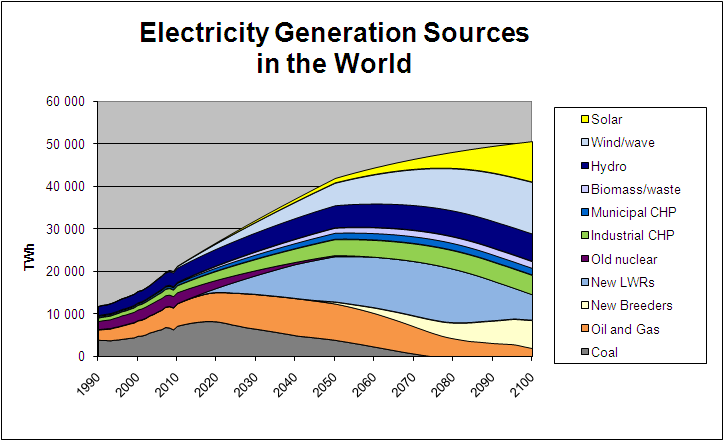 Electricity Generation Sources
in the World
60 000
50 000
40 000
30 000
20 000
10 000
0
TWh
1990
2000
2010
2020
2030
2040
2050
2060
2070
2080
2090
2100
Solar
Wind/wave
Hydro
Biomass/waste
Municipal CHP
Industrial CHP
Old nuclear
New LWRs
New Breeders
Oil and Gas
Coal